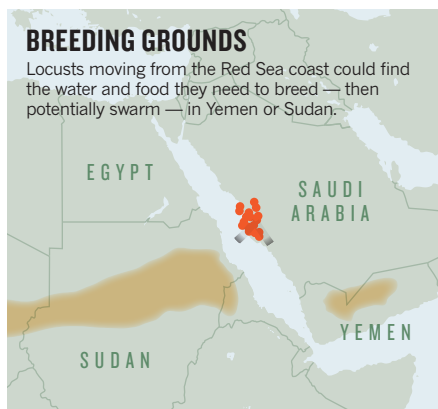 BREEDING GROUNDS
Locusts moving from the Red Sea coast could find
the water and food they need to breed — then
potentially swarm — in Yemen or Sudan.
EGYPT
SAUDI
ARABIA
YEMEN
SUDAN